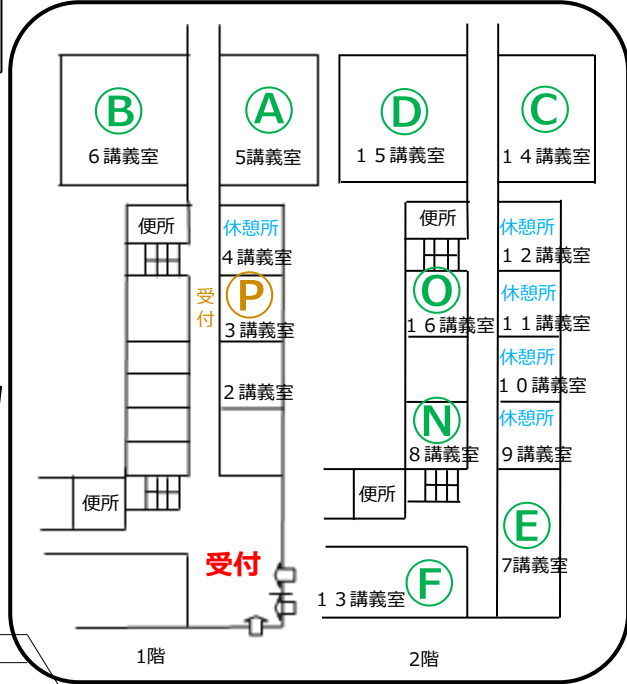 Ⓑ
6講義室
Ⓐ
5講義室
便所
休憩所
4講義室
受付
Ⓟ
3講義室
2講義室
便所
受付
1階
Ⓓ
15講義室
Ⓒ
14講義室
便所
休憩所
12講義室
Ⓞ
16講義室
休憩所
11講義室
休憩所
10講義室
Ⓝ
8講義室
休憩所
9講義室
便所
Ⓔ
7講義室
13講義室
Ⓕ
2階